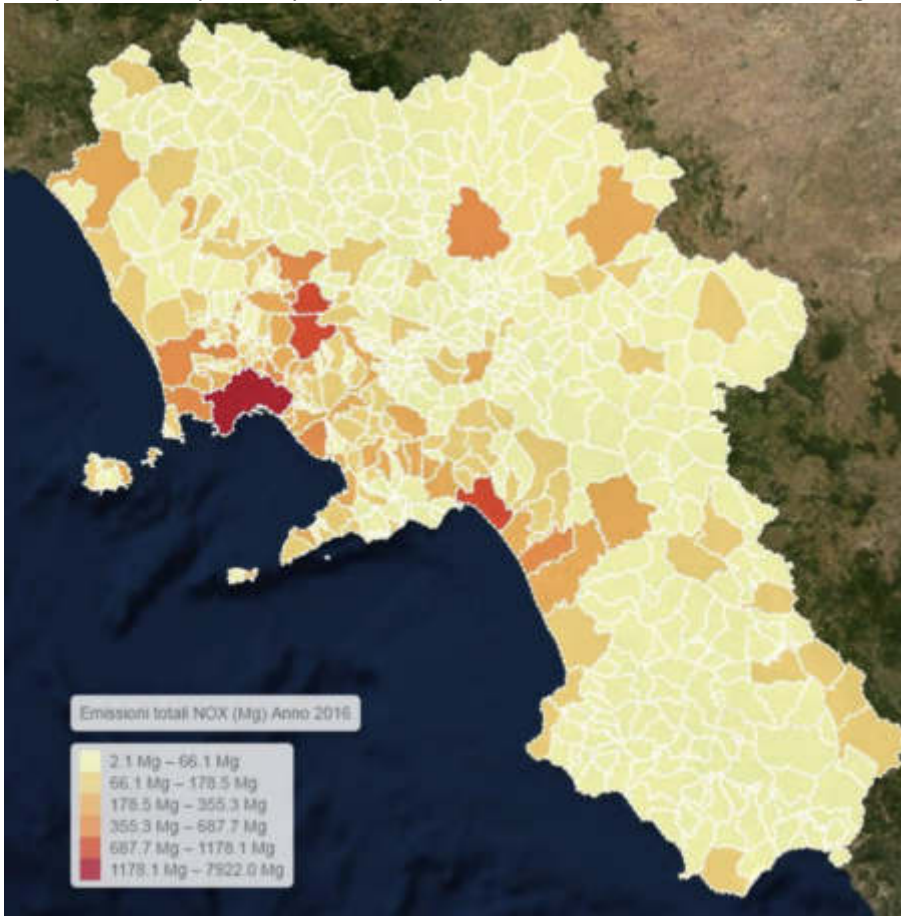 Emissioni totali NOX (Mg) Anno 2016
2.1 Mg – 66.1 Mg
66.1 Mg – 178.5 Mg
178.5 Mg – 355.3 Mg
355.3 Mg – 687.7 Mg
687.7 Mg – 1178.1 Mg
1178.1 Mg – 7922.0 Mg